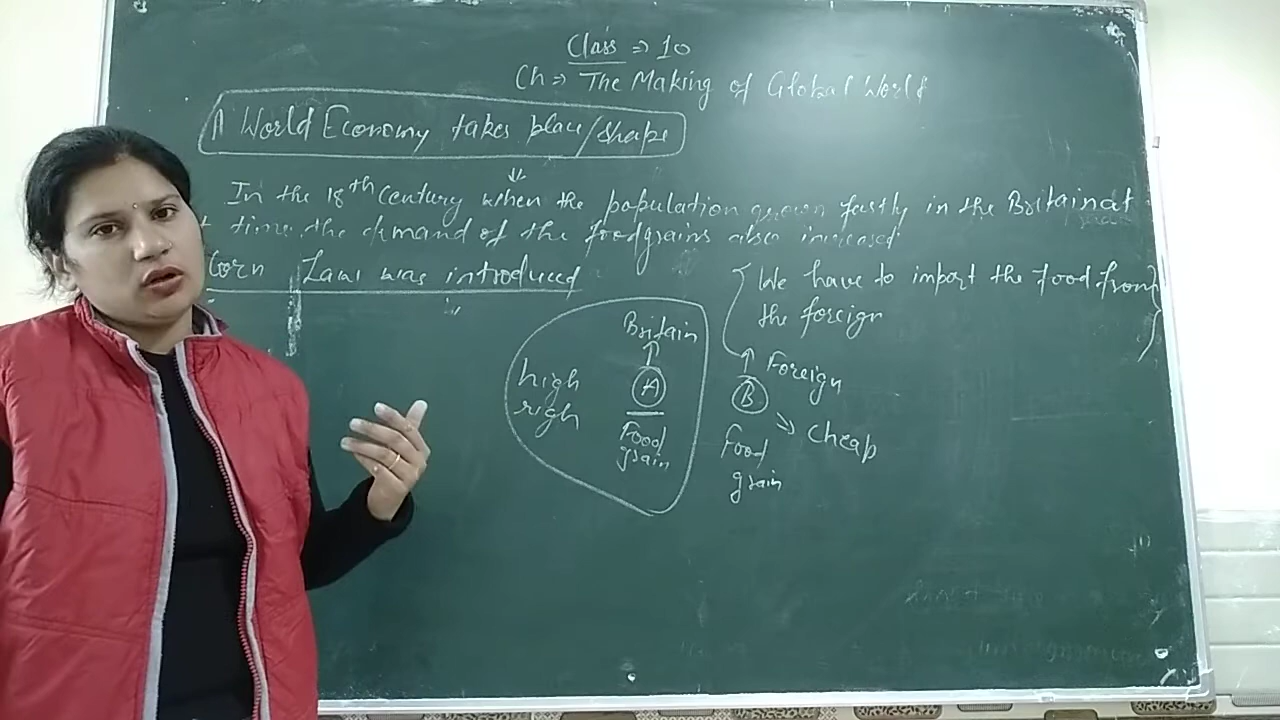 Class => 10
Ch => The Making of Global World
World Economy takes place/shape
In the 18th Century when the population grown fastly in the Britain at
time the demand of the foodgrains also increased
Corn Law was introduced
We have to import the food from
the foreign
Britain
A
high
righ
Food
grain
Foreign
B
Cheap
Food
grain